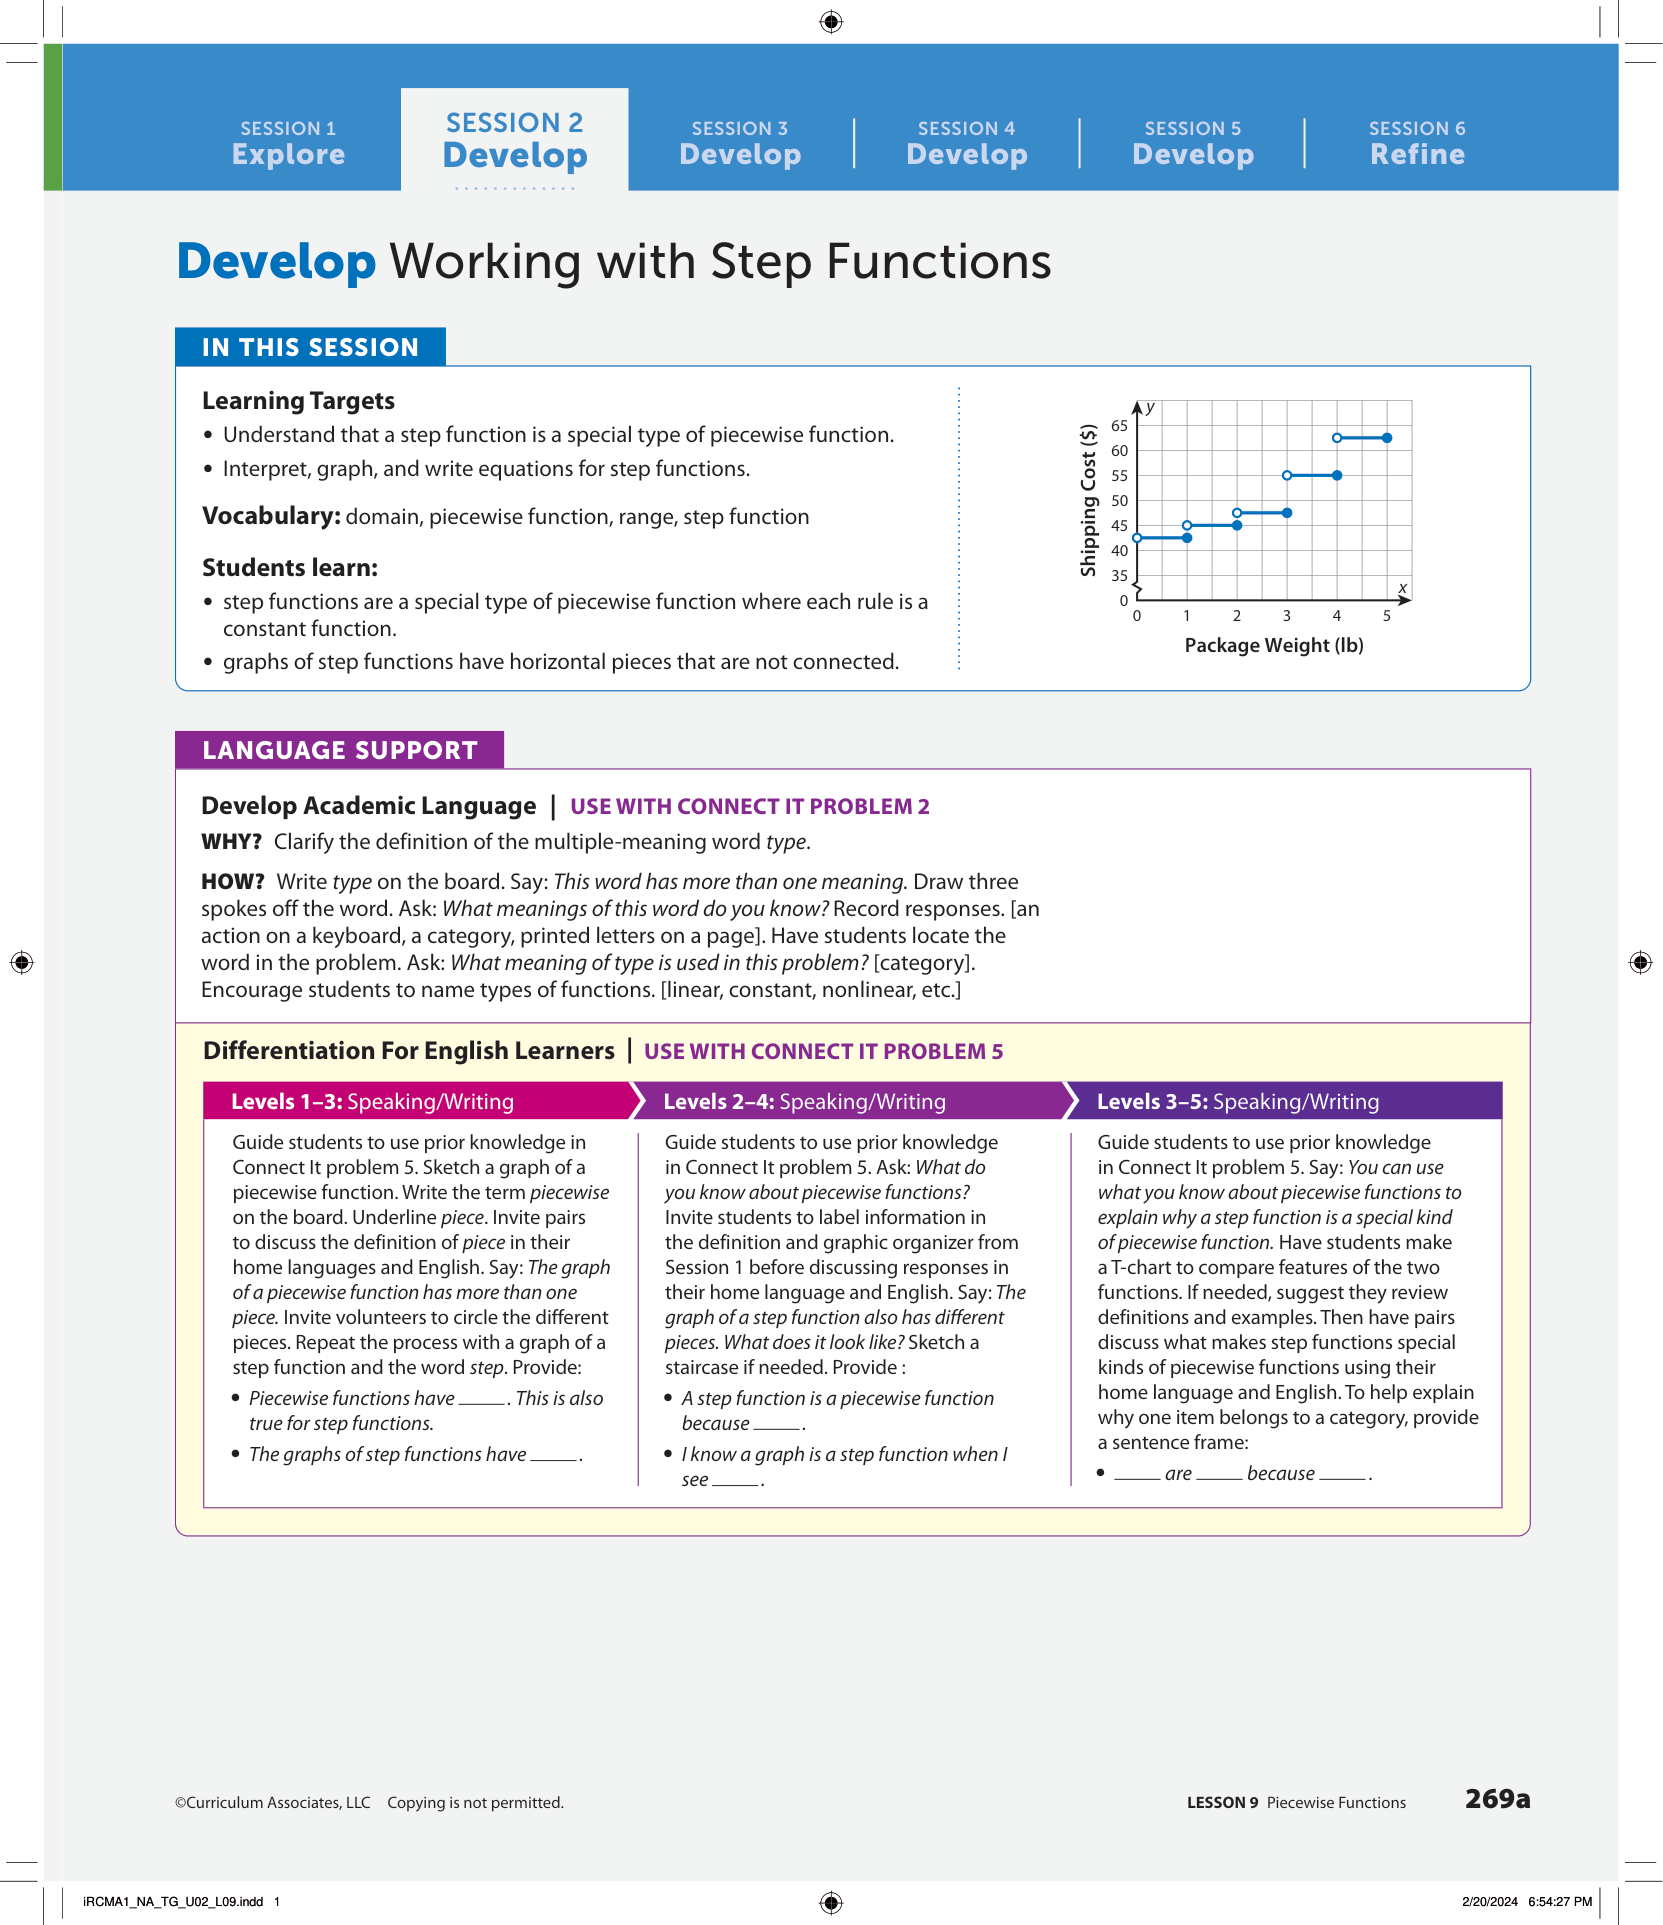 SESSION 1
Explore
SESSION 2
Develop
SESSION 3
Develop
SESSION 4
Develop
SESSION 5
Develop
SESSION 6
Refine
Develop Working with Step Functions
IN THIS SESSION
Learning Targets
• Understand that a step function is a special type of piecewise function.
• Interpret, graph, and write equations for step functions.
Vocabulary: domain, piecewise function, range, step function
Students learn:
• step functions are a special type of piecewise function where each rule is a
constant function.
• graphs of step functions have horizontal pieces that are not connected.
y
Shipping Cost ($)
65
60
55
50
45
40
35
0
x
0 1 2 3 4 5
Package Weight (lb)
LANGUAGE SUPPORT
Develop Academic Language | USE WITH CONNECT IT PROBLEM 2
WHY? Clarify the definition of the multiple-meaning word type.
HOW? Write type on the board. Say: This word has more than one meaning. Draw three
spokes off the word. Ask: What meanings of this word do you know? Record responses. [an
action on a keyboard, a category, printed letters on a page]. Have students locate the
word in the problem. Ask: What meaning of type is used in this problem? [category].
Encourage students to name types of functions. [linear, constant, nonlinear, etc.]
Differentiation For English Learners | USE WITH CONNECT IT PROBLEM 5
Levels 1–3: Speaking/Writing
Guide students to use prior knowledge in
Connect It problem 5. Sketch a graph of a
piecewise function. Write the term piecewise
on the board. Underline piece. Invite pairs
to discuss the definition of piece in their
home languages and English. Say: The graph
of a piecewise function has more than one
piece. Invite volunteers to circle the different
pieces. Repeat the process with a graph of a
step function and the word step. Provide:
• Piecewise functions have _____. This is also
true for step functions.
• The graphs of step functions have _____.
Levels 2–4: Speaking/Writing
Guide students to use prior knowledge
in Connect It problem 5. Ask: What do
you know about piecewise functions?
Invite students to label information in
the definition and graphic organizer from
Session 1 before discussing responses in
their home language and English. Say: The
graph of a step function also has different
pieces. What does it look like? Sketch a
staircase if needed. Provide :
• A step function is a piecewise function
because _____.
• I know a graph is a step function when I
see _____.
Levels 3–5: Speaking/Writing
Guide students to use prior knowledge
in Connect It problem 5. Say: You can use
what you know about piecewise functions to
explain why a step function is a special kind
of piecewise function. Have students make
a T-chart to compare features of the two
functions. If needed, suggest they review
definitions and examples. Then have pairs
discuss what makes step functions special
kinds of piecewise functions using their
home language and English. To help explain
why one item belongs to a category, provide
a sentence frame:
• _____ are _____ because _____.
©Curriculum Associates, LLC Copying is not permitted.
LESSON 9 Piecewise Functions 269a
iRCMA1_NA_TG_U02_L09.indd 1
2/20/2024 6:54:27 PM